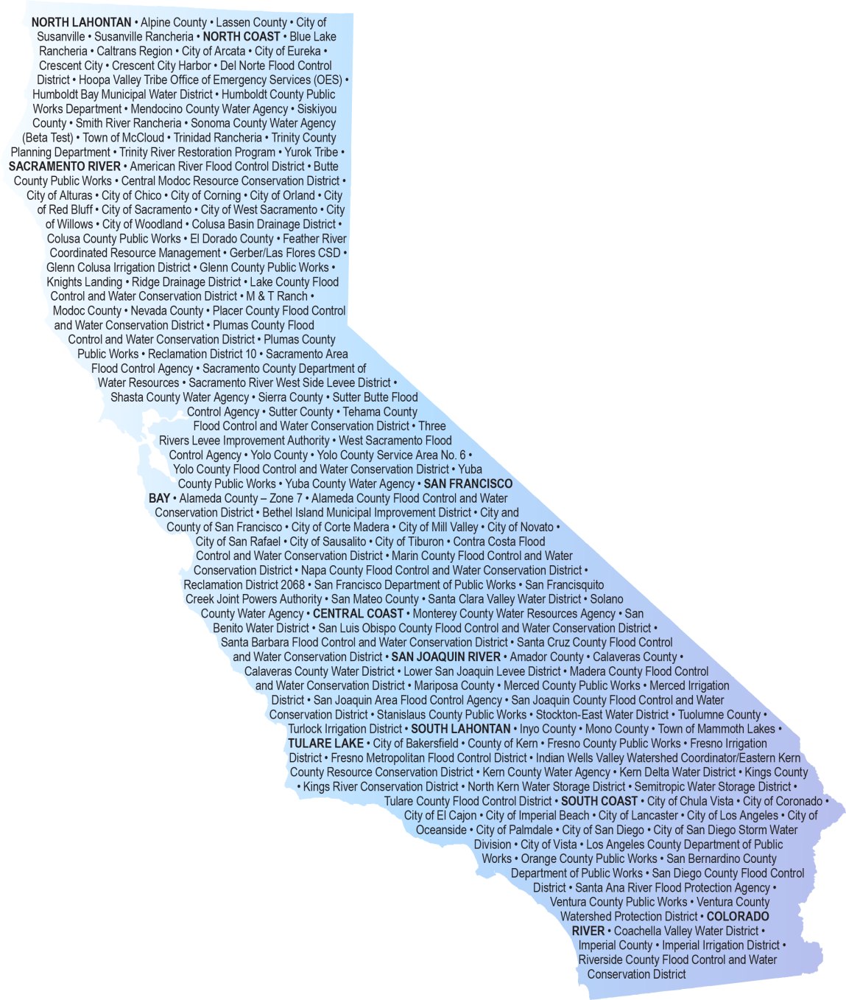 NORTH LAHONTAN • Alpine County • Lassen County • City of
Susanville • Susanville Rancheria • NORTH COAST • Blue Lake
Rancheria • Caltrans Region • City of Arcata • City of Eureka •
Crescent City • Crescent City Harbor • Del Norte Flood Control
District • Hoopa Valley Tribe Office of Emergency Services (OES) •
Humboldt Bay Municipal Water District • Humboldt County Public
Works Department • Mendocino County Water Agency • Siskiyou
County • Smith River Rancheria • Sonoma County Water Agency
(Beta Test) • Town of McCloud • Trinidad Rancheria • Trinity County
Planning Department • Trinity River Restoration Program • Yurok Tribe •
SACRAMENTO RIVER • American River Flood Control District • Butte
County Public Works • Central Modoc Resource Conservation District •
City of Alturas • City of Chico • City of Corning • City of Orland • City
of Red Bluff • City of Sacramento • City of West Sacramento • City
of Willows • City of Woodland • Colusa Basin Drainage District •
Colusa County Public Works • El Dorado County • Feather River
Coordinated Resource Management • Gerber/Las Flores CSD •
Glenn Colusa Irrigation District • Glenn County Public Works •
Knights Landing • Ridge Drainage District • Lake County Flood
Control and Water Conservation District • M & T Ranch •
Modoc County • Nevada County • Placer County Flood Control
and Water Conservation District • Plumas County Flood
Control and Water Conservation District • Plumas County
Public Works • Reclamation District 10 • Sacramento Area
Flood Control Agency • Sacramento County Department of
Water Resources • Sacramento River West Side Levee District •
Shasta County Water Agency • Sierra County • Sutter Butte Flood
Control Agency • Sutter County • Tehama County
Flood Control and Water Conservation District • Three
Rivers Levee Improvement Authority • West Sacramento Flood
Control Agency • Yolo County • Yolo County Service Area No. 6 •
Yolo County Flood Control and Water Conservation District • Yuba
County Public Works • Yuba County Water Agency • SAN FRANCISCO
BAY • Alameda County – Zone 7 • Alameda County Flood Control and Water
Conservation District • Bethel Island Municipal Improvement District • City and
County of San Francisco • City of Corte Madera • City of Mill Valley • City of Novato •
City of San Rafael • City of Sausalito • City of Tiburon • Contra Costa Flood
Control and Water Conservation District • Marin County Flood Control and Water
Conservation District • Napa County Flood Control and Water Conservation District •
Reclamation District 2068 • San Francisco Department of Public Works • San Francisquito
Creek Joint Powers Authority • San Mateo County • Santa Clara Valley Water District • Solano
County Water Agency • CENTRAL COAST • Monterey County Water Resources Agency • San
Benito Water District • San Luis Obispo County Flood Control and Water Conservation District •
Santa Barbara Flood Control and Water Conservation District • Santa Cruz County Flood Control
and Water Conservation District • SAN JOAQUIN RIVER • Amador County • Calaveras County •
Calaveras County Water District • Lower San Joaquin Levee District • Madera County Flood Control
and Water Conservation District • Mariposa County • Merced County Public Works • Merced Irrigation
District • San Joaquin Area Flood Control Agency • San Joaquin County Flood Control and Water
Conservation District • Stanislaus County Public Works • Stockton-East Water District • Tuolumne County •
Turlock Irrigation District • SOUTH LAHONTAN • Inyo County • Mono County • Town of Mammoth Lakes •
TULARE LAKE • City of Bakersfield • County of Kern • Fresno County Public Works • Fresno Irrigation
District • Fresno Metropolitan Flood Control District • Indian Wells Valley Watershed Coordinator/Eastern Kern
County Resource Conservation District • Kern County Water Agency • Kern Delta Water District • Kings County
• Kings River Conservation District • North Kern Water Storage District • Semitropic Water Storage District •
Tulare County Flood Control District • SOUTH COAST • City of Chula Vista • City of Coronado •
City of El Cajon • City of Imperial Beach • City of Lancaster • City of Los Angeles • City of
Oceanside • City of Palmdale • City of San Diego • City of San Diego Storm Water
Division • City of Vista • Los Angeles County Department of Public
Works • Orange County Public Works • San Bernardino County
Department of Public Works • San Diego County Flood Control
District • Santa Ana River Flood Protection Agency •
Ventura County Public Works • Ventura County
Watershed Protection District • COLORADO
RIVER • Coachella Valley Water District •
Imperial County • Imperial Irrigation District •
Riverside County Flood Control and Water
Conservation District